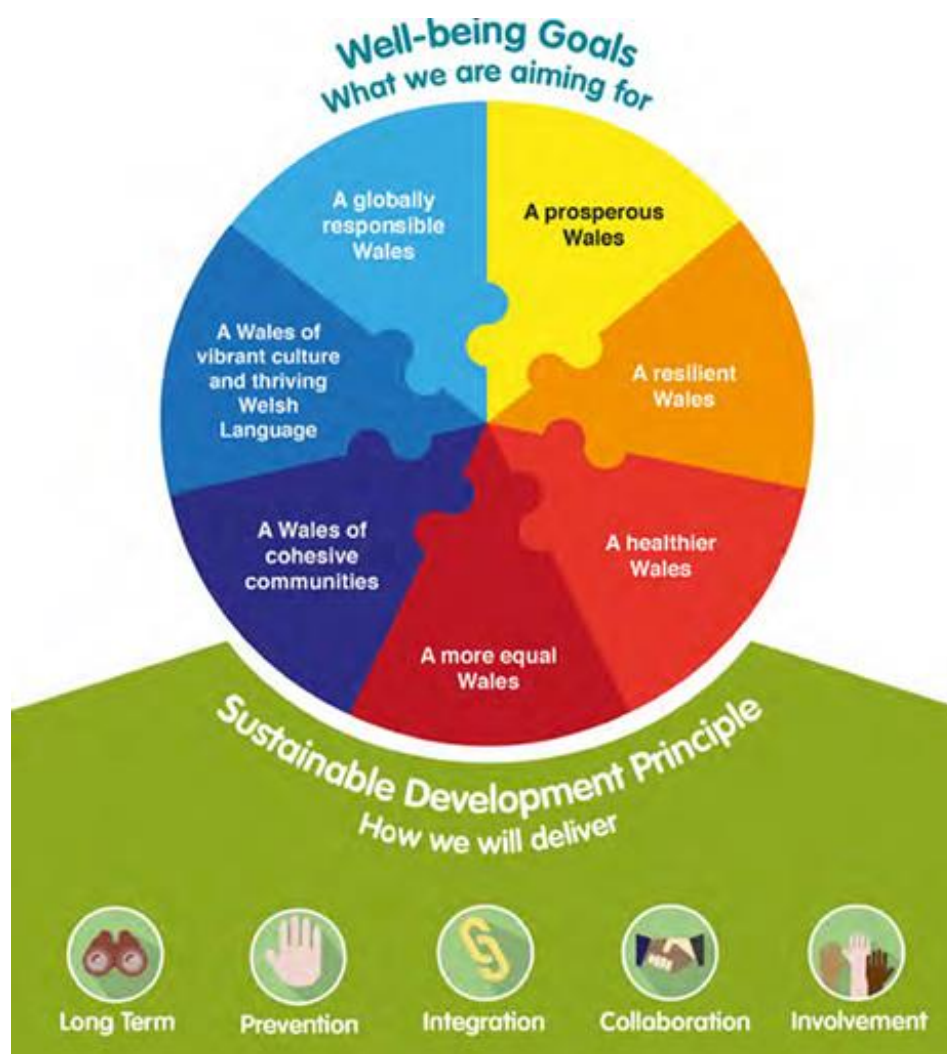 Well-being Goals
What we are aiming for
A globally
responsible
Wales
A prosperous
Wales
A Wales of
vibrant culture
and thriving
Welsh
Language
A resilient
Wales
A Wales of
cohesive
communities
A healthier
Wales
A more equal
Wales
Sustainable Development Principle
How we will deliver
Long Term
Prevention
Integration
Collaboration
Involvement